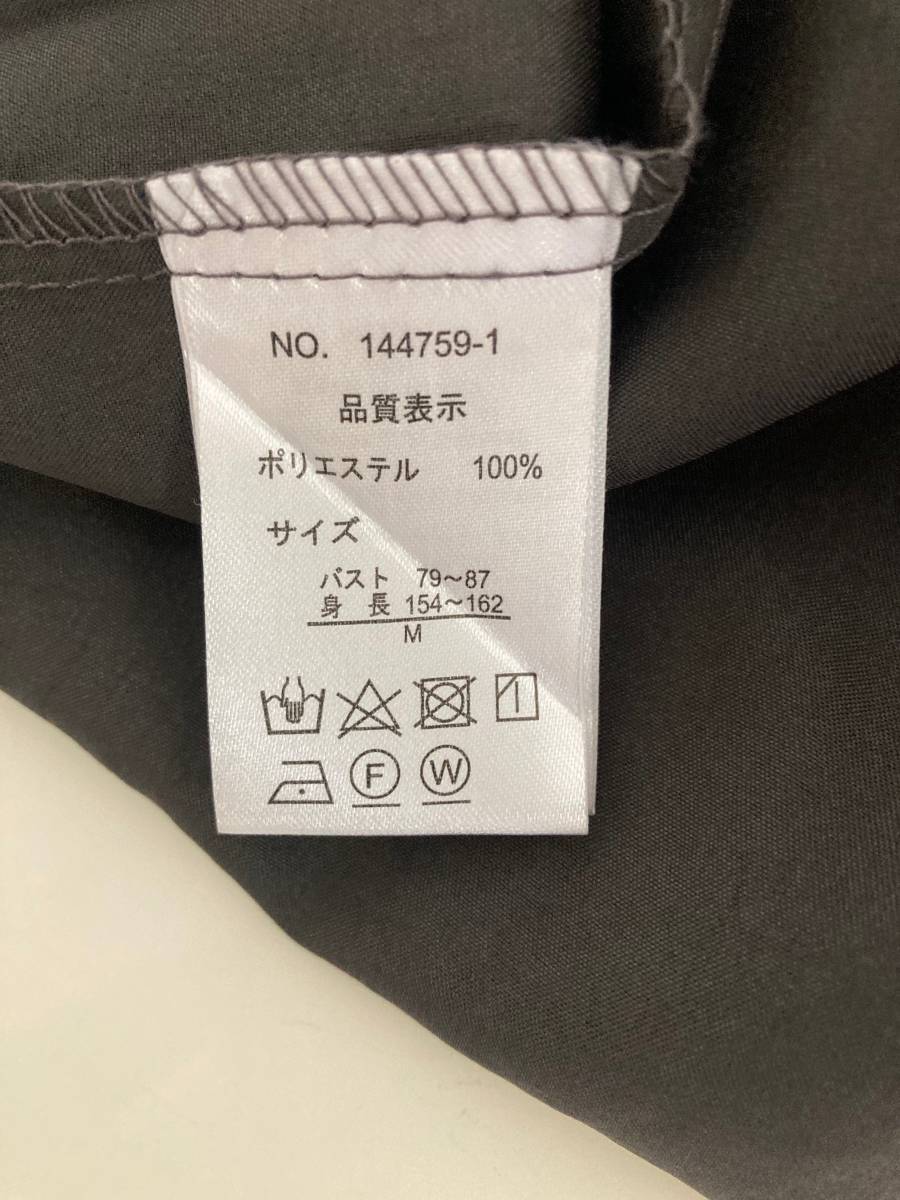 NO. 144759-1
品質表示
ポリエステル 100%
サイズ
バスト 79～87
身 長 154～162
M
F W